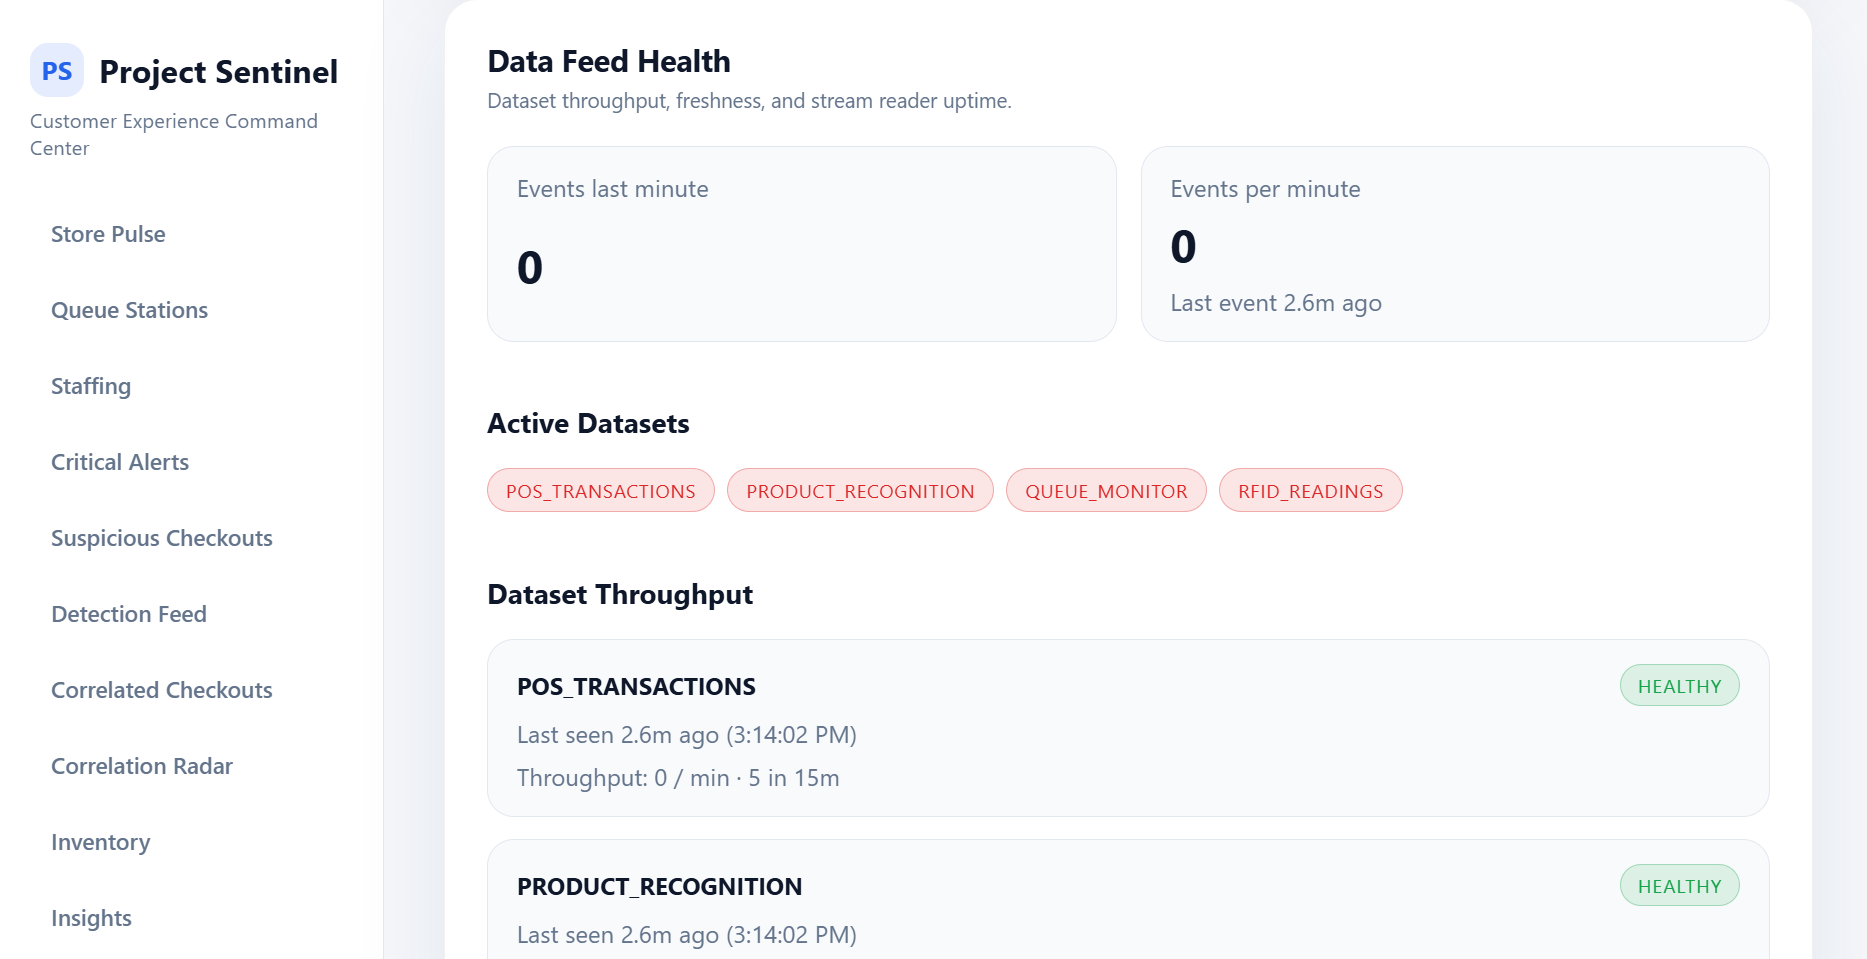 PS
Project Sentinel
Customer Experience Command
Center
Store Pulse
Queue Stations
Staffing
Critical Alerts
Suspicious Checkouts
Detection Feed
Correlated Checkouts
Correlation Radar
Inventory
Insights
Data Feed Health
Dataset throughput, freshness, and stream reader uptime.
Events last minute
0
Events per minute
0
Last event 2.6m ago
Active Datasets
POS_TRANSACTIONS
PRODUCT_RECOGNITION
QUEUE_MONITOR
RFID_READINGS
Dataset Throughput
POS_TRANSACTIONS
HEALTHY
Last seen 2.6m ago (3:14:02 PM)
Throughput: 0 / min · 5 in 15m
PRODUCT_RECOGNITION
HEALTHY
Last seen 2.6m ago (3:14:02 PM)